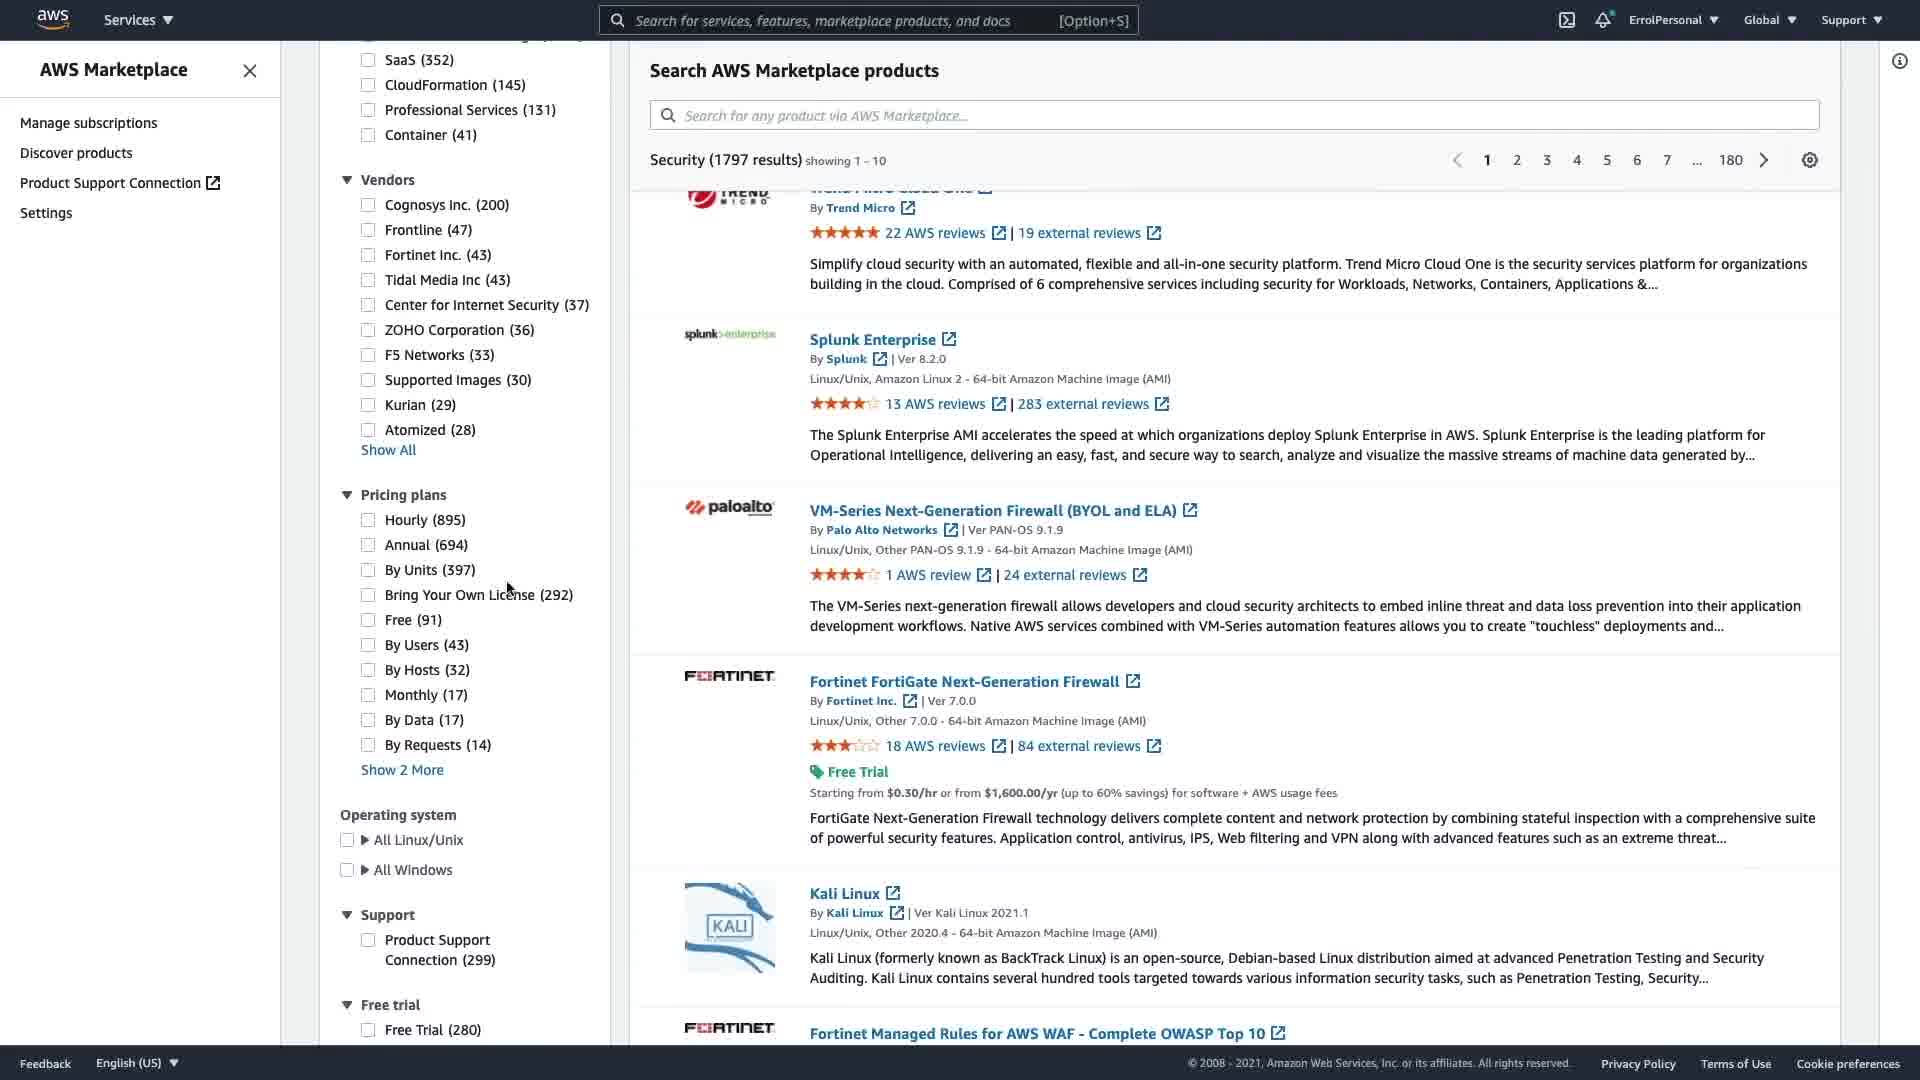 aws
Services
Search for services, features, marketplace products, and docs
[Option+S]
ErrolPersonal
Global
Support
AWS Marketplace
Manage subscriptions
Discover products
Product Support Connection
Settings
SaaS (352)
CloudFormation (145)
Professional Services (131)
Container (41)
Vendors
Cognosys Inc. (200)
Frontline (47)
Fortinet Inc. (43)
Tidal Media Inc (43)
Center for Internet Security (37)
ZOHO Corporation (36)
F5 Networks (33)
Supported Images (30)
Kurian (29)
Atomized (28)
Show All
Pricing plans
Hourly (895)
Annual (694)
By Units (397)
Bring Your Own License (292)
Free (91)
By Users (43)
By Hosts (32)
Monthly (17)
By Data (17)
By Requests (14)
Show 2 More
Operating system
All Linux/Unix
All Windows
Support
Product Support
Connection (299)
Free trial
Free Trial (280)
Search AWS Marketplace products
Search for any product via AWS Marketplace...
Security (1797 results) showing 1 - 10
1 2 3 4 5 6 7 ... 180
TREND
MICRO
Trend Micro Cloud One
By Trend Micro
22 AWS reviews | 19 external reviews
Simplify cloud security with an automated, flexible and all-in-one security platform. Trend Micro Cloud One is the security services platform for organizations
building in the cloud. Comprised of 6 comprehensive services including security for Workloads, Networks, Containers, Applications &...
splunk>enterprise
Splunk Enterprise
By Splunk | Ver 8.2.0
Linux/Unix, Amazon Linux 2 - 64-bit Amazon Machine Image (AMI)
13 AWS reviews | 283 external reviews
The Splunk Enterprise AMI accelerates the speed at which organizations deploy Splunk Enterprise in AWS. Splunk Enterprise is the leading platform for
Operational Intelligence, delivering an easy, fast, and secure way to search, analyze and visualize the massive streams of machine data generated by...
paloalto
VM-Series Next-Generation Firewall (BYOL and ELA)
By Palo Alto Networks | Ver PAN-OS 9.1.9
Linux/Unix, Other PAN-OS 9.1.9 - 64-bit Amazon Machine Image (AMI)
1 AWS review | 24 external reviews
The VM-Series next-generation firewall allows developers and cloud security architects to embed inline threat and data loss prevention into their application
development workflows. Native AWS services combined with VM-Series automation features allows you to create "touchless" deployments and...
FORTINET
Fortinet FortiGate Next-Generation Firewall
By Fortinet Inc. | Ver 7.0.0
Linux/Unix, Other 7.0.0 - 64-bit Amazon Machine Image (AMI)
18 AWS reviews | 84 external reviews
Free Trial
Starting from $0.30/hr or from $1,600.00/yr (up to 60% savings) for software + AWS usage fees
FortiGate Next-Generation Firewall technology delivers complete content and network protection by combining stateful inspection with a comprehensive suite
of powerful security features. Application control, antivirus, IPS, Web filtering and VPN along with advanced features such as an extreme threat...
KALI
Kali Linux
By Kali Linux | Ver Kali Linux 2021.1
Linux/Unix, Other 2020.4 - 64-bit Amazon Machine Image (AMI)
Kali Linux (formerly known as BackTrack Linux) is an open-source, Debian-based Linux distribution aimed at advanced Penetration Testing and Security
Auditing. Kali Linux contains several hundred tools targeted towards various information security tasks, such as Penetration Testing, Security...
FORTINET
Fortinet Managed Rules for AWS WAF - Complete OWASP Top 10
Feedback
English (US)
© 2008 - 2021, Amazon Web Services, Inc. or its affiliates. All rights reserved.
Privacy Policy
Terms of Use
Cookie preferences